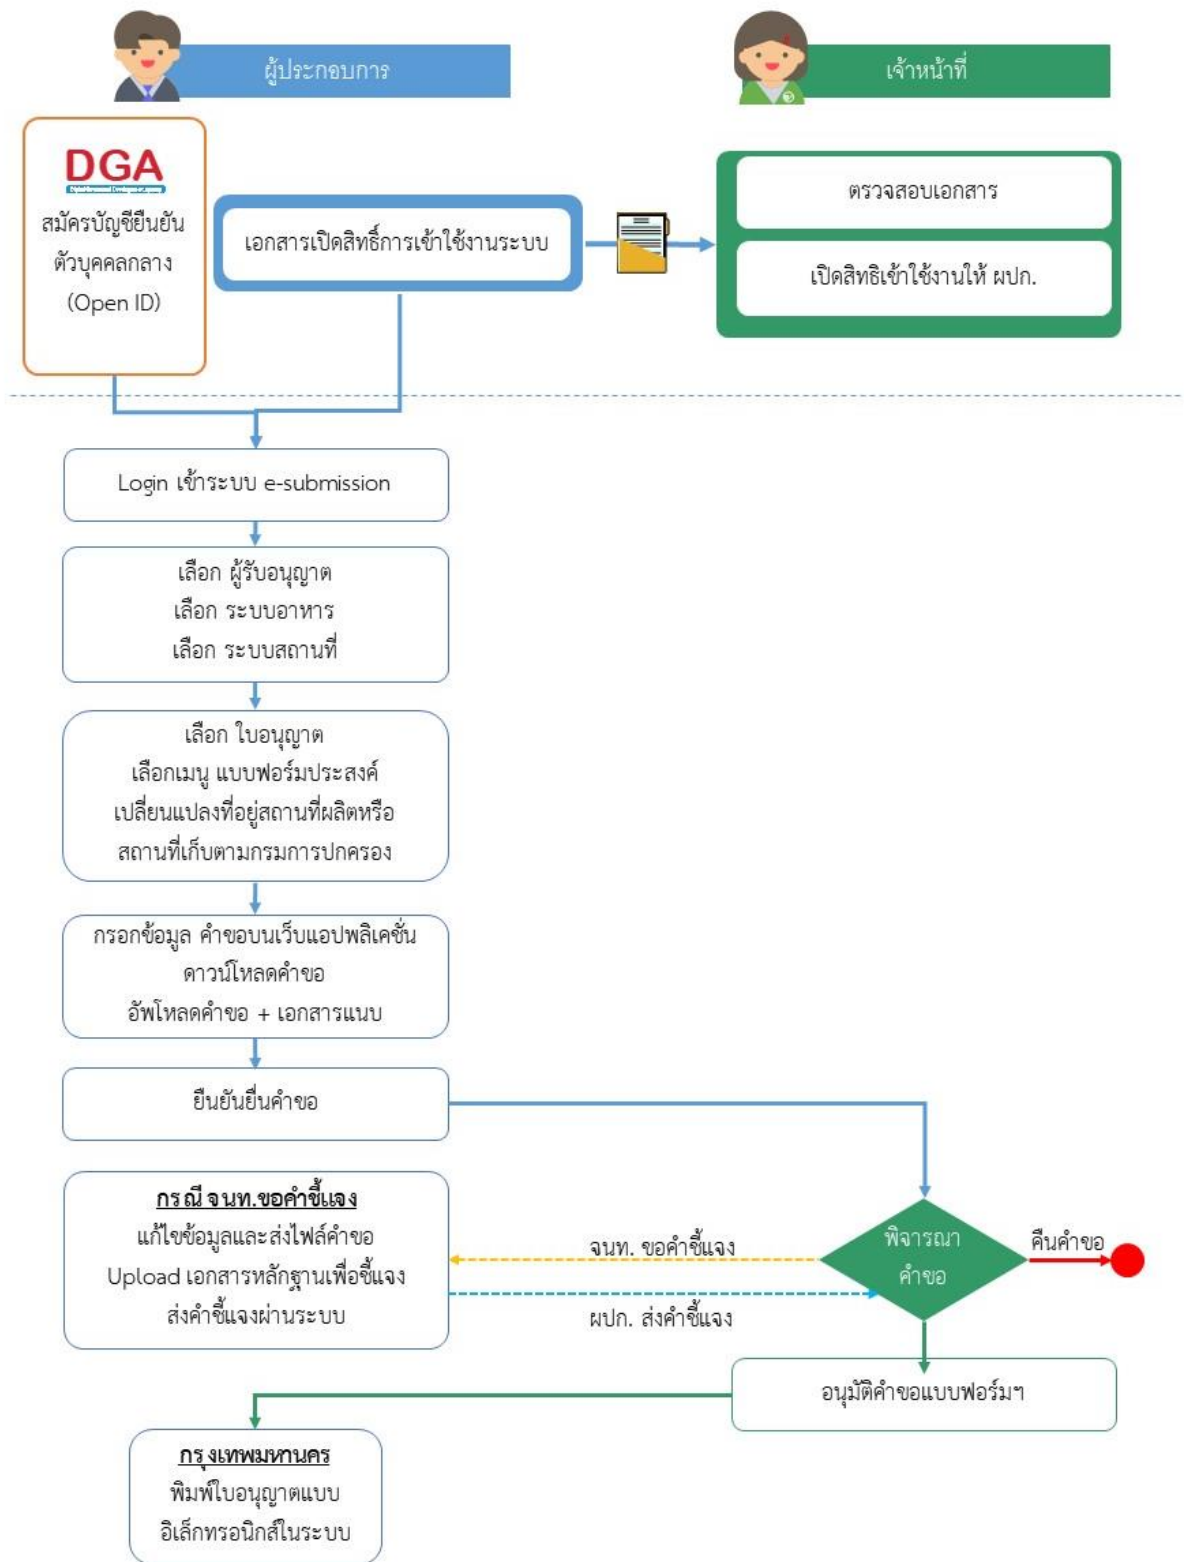 ผู้ประกอบการ
เจ้าหน้าที่
DGA
สมัครบัญชียืนยัน
ตัวบุคคลกลาง
(Open ID)
เอกสารเปิดสิทธิ์การเข้าใช้งานระบบ
ตรวจสอบเอกสาร
เปิดสิทธิเข้าใช้งานให้ ผปก.
Login เข้าระบบ e-submission
เลือก ผู้รับอนุญาต
เลือก ระบบอาหาร
เลือก ระบบสถานที่
เลือก ใบอนุญาต
เลือกเมนู แบบฟอร์มประสงค์
เปลี่ยนแปลงที่อยู่สถานที่ผลิตหรือ
สถานที่เก็บตามกรมการปกครอง
กรอกข้อมูล คำขอบนเว็บแอปพลิเคชั่น
ดาวน์โหลดคำขอ
อัพโหลดคำขอ + เอกสารแนบ
ยืนยันยื่นคำขอ
กรณี จนท.ขอคำชี้แจง
แก้ไขข้อมูลและส่งไฟล์คำขอ
Upload เอกสารหลักฐานเพื่อชี้แจง
ส่งคำชี้แจงผ่านระบบ
จนท. ขอคำชี้แจง
ผปก. ส่งคำชี้แจง
พิจารณา
คำขอ
คืนคำขอ
อนุมัติคำขอแบบฟอร์มฯ
กรุงเทพมหานคร
พิมพ์ใบอนุญาตแบบ
อิเล็กทรอนิกส์ในระบบ